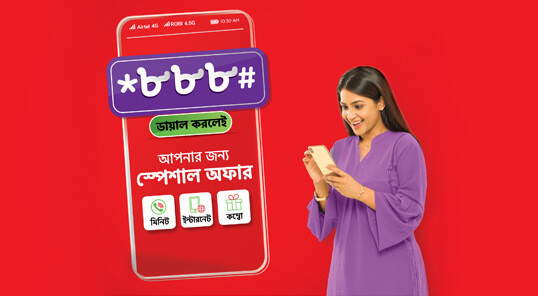 Airtel 4G ROBI 4.5G 10:30 AM
*৮৮৮#
ডায়াল করলেই
আপনার জন্য
স্পেশাল অফার
মিনিট ইন্টারনেট কম্বো